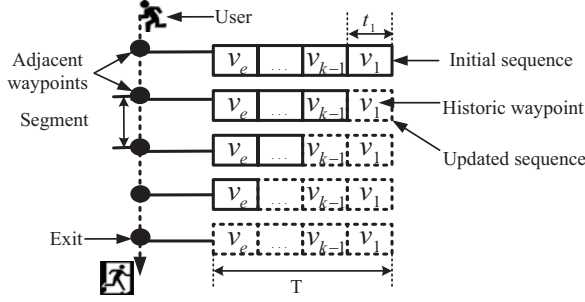 User
t₁
Adjacent waypoints
vₑ ... vₖ₋₁ v₁
Initial sequence
vₑ ... vₖ₋₁ v₁
Historic waypoint
Segment
Updated sequence
vₑ ... vₖ₋₁ v₁
vₑ ... vₖ₋₁ v₁
Exit
vₑ ... vₖ₋₁ v₁
T